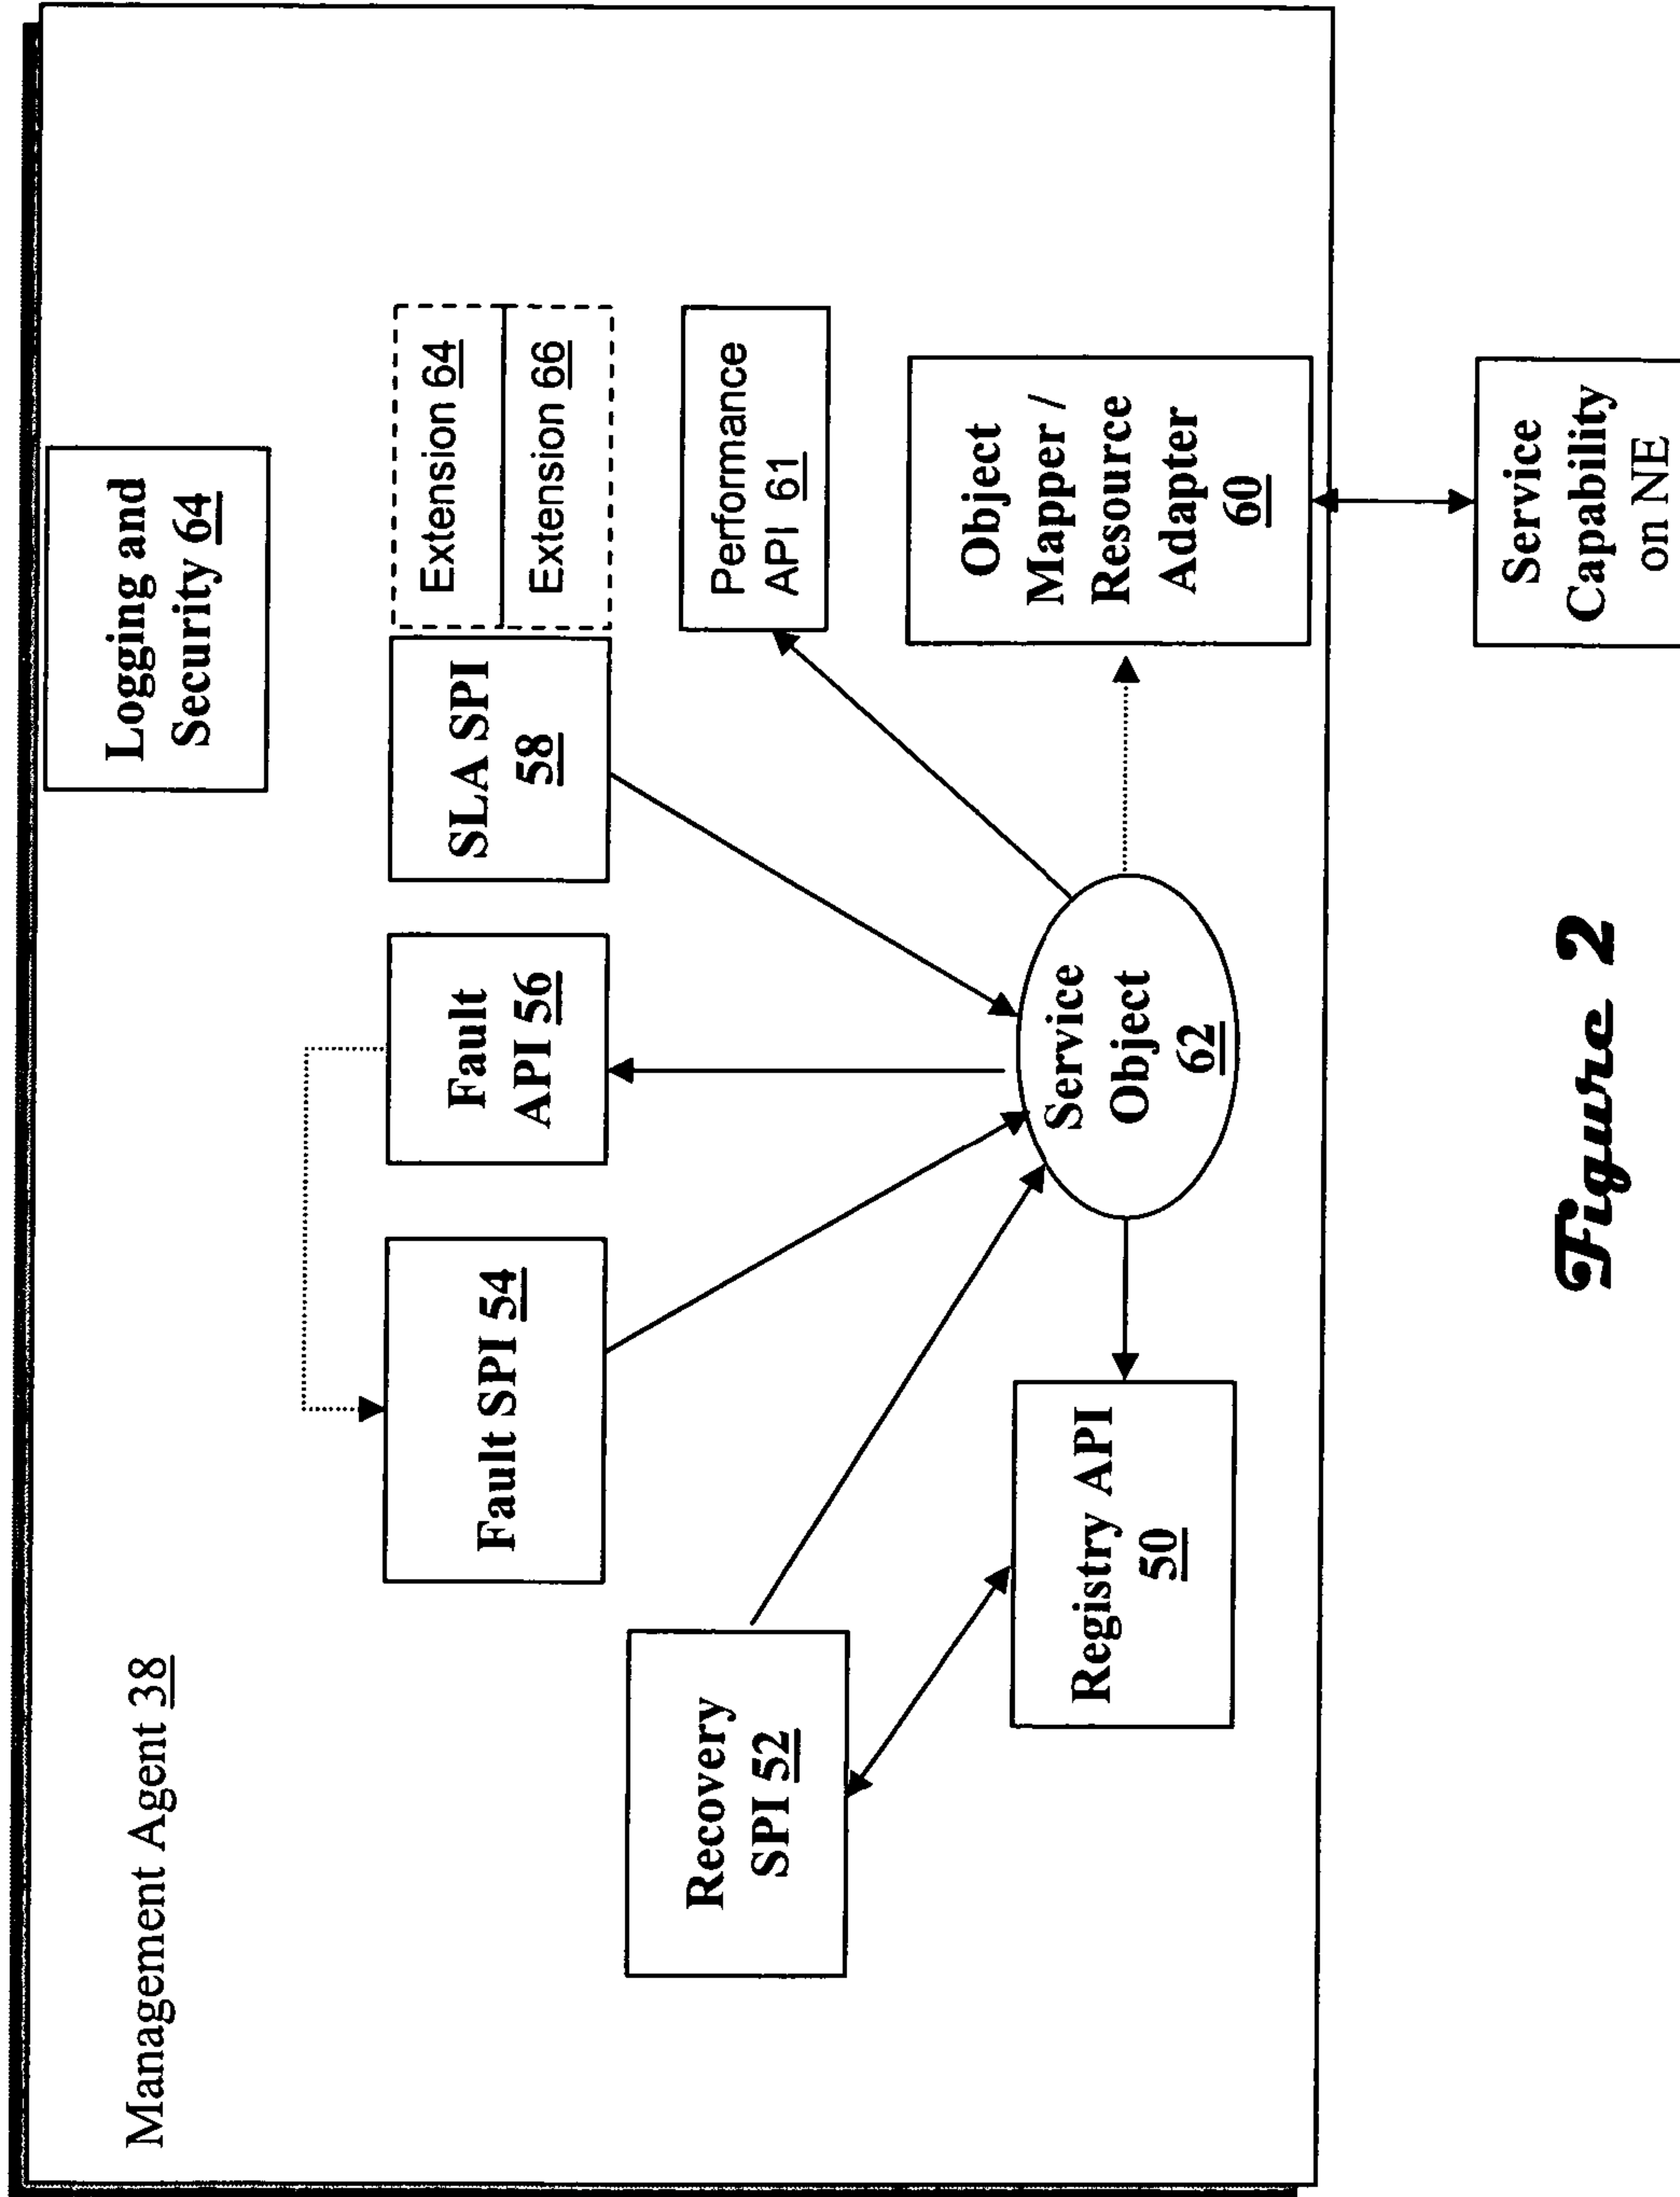 Management Agent 38
Logging and
Security 64
Fault SPI 54
Fault
API 56
SLA SPI
58
Extension 64
Extension 66
Recovery
SPI 52
Performance
API 61
Registry API
50
Service
Object
62
Object
Mapper /
Resource
Adapter
60
Service
Capability
on NE
Figure 2